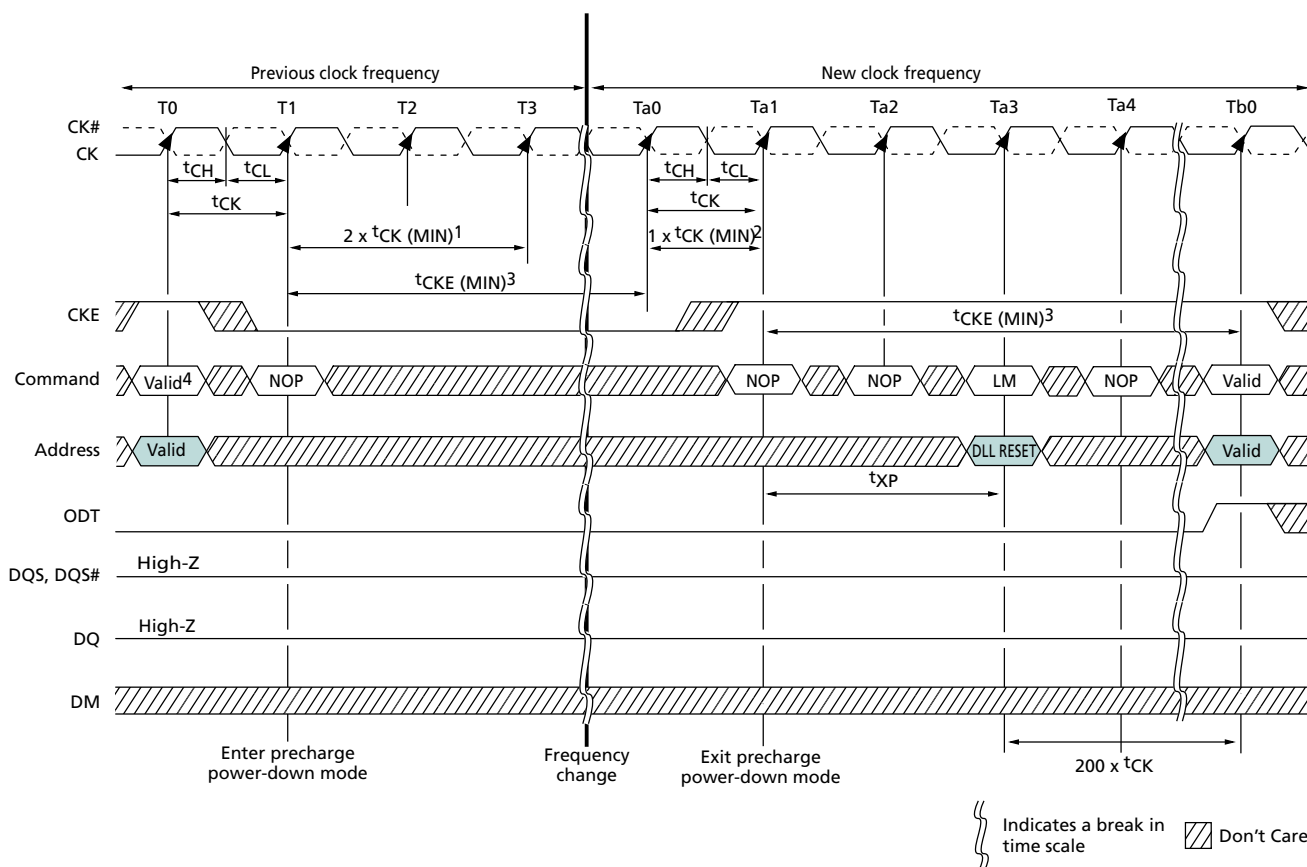 Previous clock frequency
New clock frequency
T0 T1 T2 T3 Ta0 Ta1 Ta2 Ta3 Ta4 Tb0
CK#
CK
tCH tCL tCH tCL
tCK tCK
2 x tCK (MIN)1 1 x tCK (MIN)2
tCKE (MIN)3
CKE
tCKE (MIN)3
Command Valid4 NOP NOP NOP LM NOP Valid
Address Valid DLL RESET Valid
tXP
ODT
DQS, DQS# High-Z
DQ High-Z
DM
Enter precharge
power-down mode
Frequency
change
Exit precharge
power-down mode
200 x tCK
Indicates a break in
time scale
Don't Care